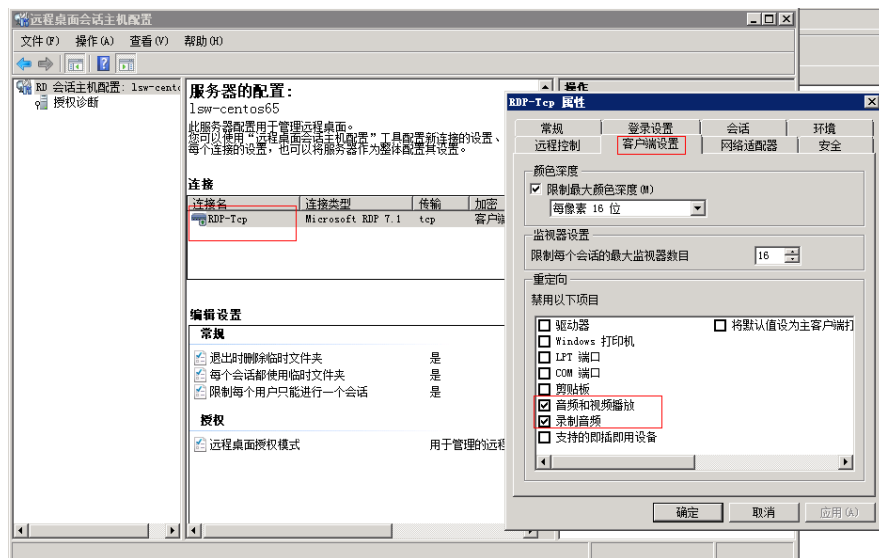 远程桌面会话主机配置
文件(F) 操作(A) 查看(V) 帮助(H)
RD 会话主机配置: lsw-cento
授权诊断
服务器的配置:
lsw-centos65
此服务器配置用于管理远程桌面。
您可以使用“远程桌面会话主机配置”工具配置新连接的设置、
每个连接的设置，也可以将服务器作为整体配置其设置。
连接
连接名 连接类型 传输 加密
RDP-Tcp Microsoft RDP 7.1 tcp 客户端
编辑设置
常规
退出时删除临时文件夹 是
每个会话都使用临时文件夹 是
限制每个用户只能进行一个会话 是
授权
远程桌面授权模式 用于管理的远程
操作
RDP-Tcp 属性
常规 登录设置 会话 环境
远程控制 客户端设置 网络适配器 安全
颜色深度
限制最大颜色深度(M)
每像素 16 位
监视器设置
限制每个会话的最大监视器数目 16
重定向
禁用以下项目
驱动器 将默认值设为主客户端打
Windows 打印机
LPT 端口
COM 端口
剪贴板
音频和视频播放
录制音频
支持的即插即用设备
确定 取消 应用(A)